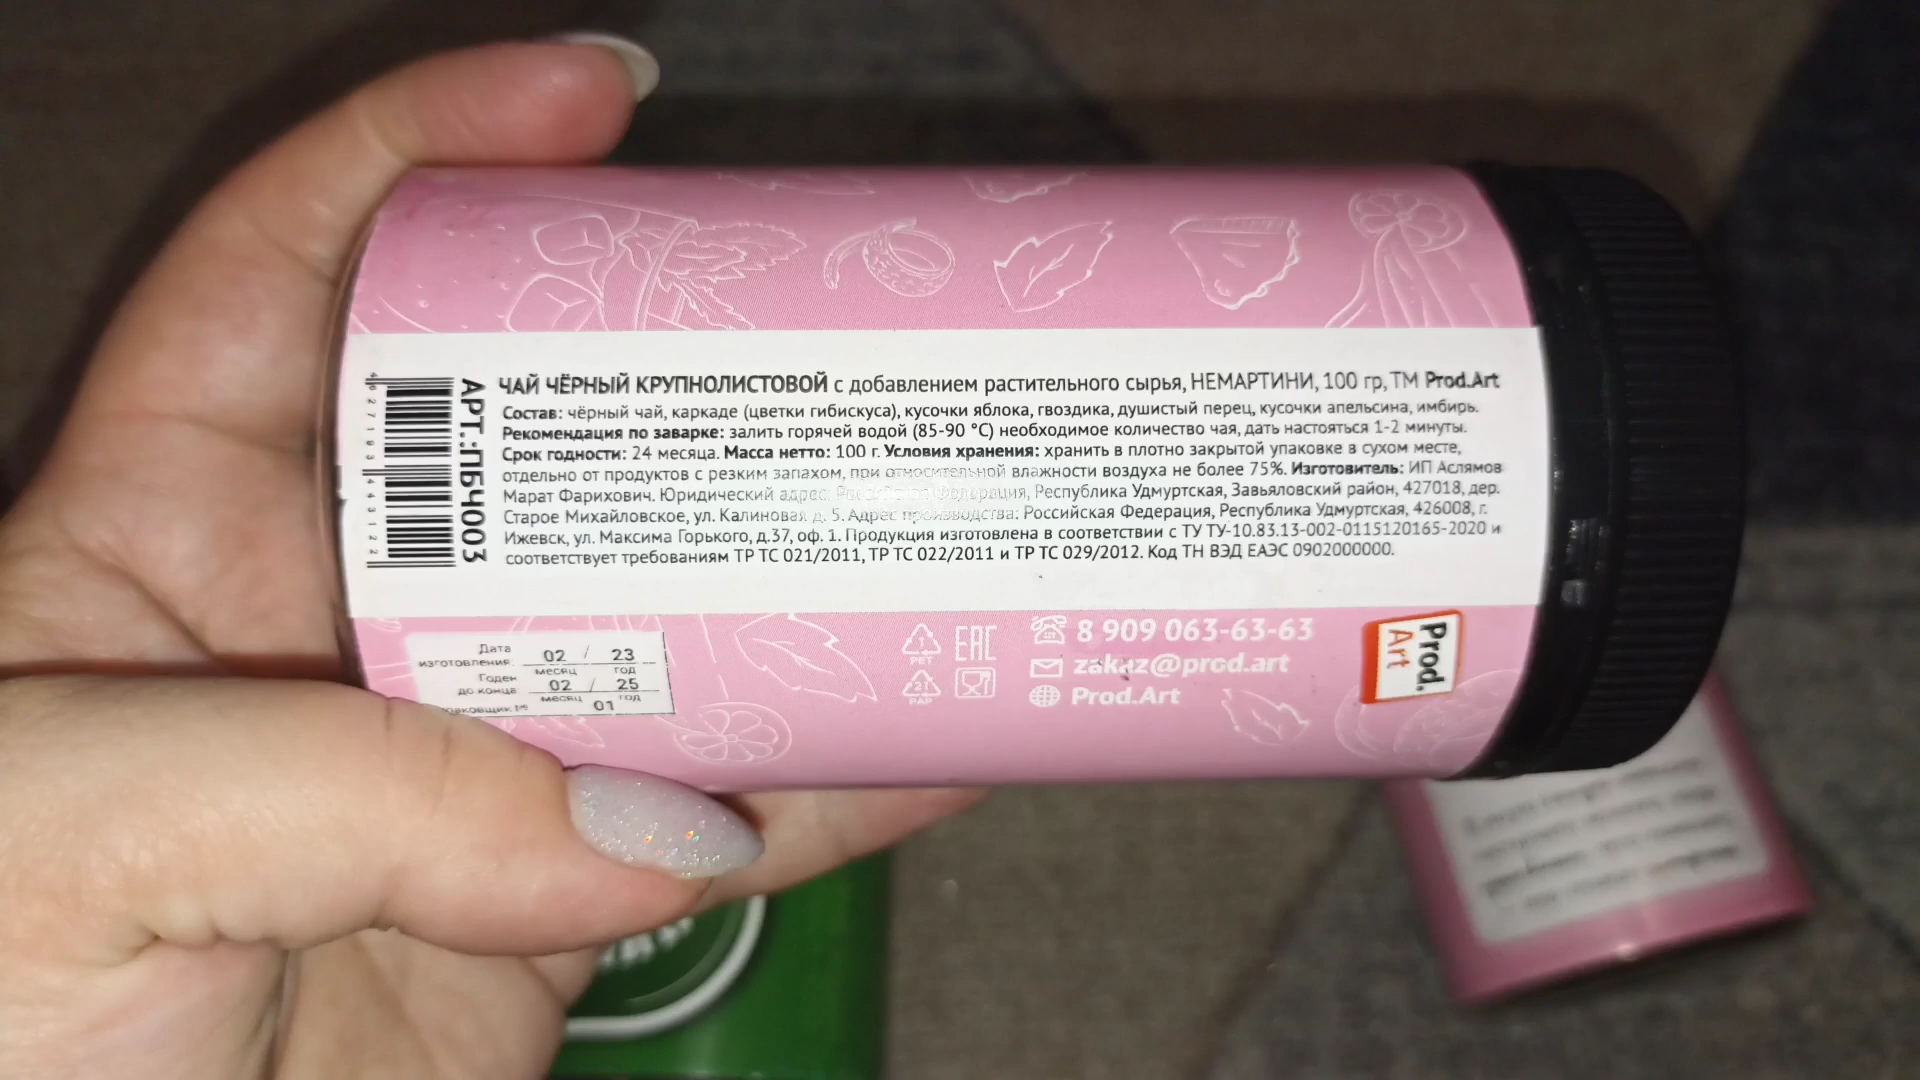 ЧАЙ ЧЁРНЫЙ КРУПНОЛИСТОВОЙ с добавлением растительного сырья, НЕМАРТИНИ, 100 гр, ТМ Prod.Art
Состав: чёрный чай, каркаде (цветки гибискуса), кусочки яблока, гвоздика, душистый перец, кусочки апельсина, имбирь.
Рекомендация по заварке: залить горячей водой (85-90 °C) необходимое количество чая, дать настояться 1-2 минуты.
Срок годности: 24 месяца. Масса нетто: 100 г. Условия хранения: хранить в плотно закрытой упаковке в сухом месте,
отдельно от продуктов с резким запахом, при относительной влажности воздуха не более 75%. Изготовитель: ИП Аслямов
Марат Фарихович. Юридический адрес: Российская Федерация, Республика Удмуртская, Завьяловский район, 427018, дер.
Старое Михайловское, ул. Калиновая д. 5. Адрес производства: Российская Федерация, Республика Удмуртская, 426008, г.
Ижевск, ул. Максима Горького, д.37, оф. 1. Продукция изготовлена в соответствии с ТУ ТУ-10.83.13-002-0115120165-2020 и
соответствует требованиям ТР ТС 021/2011, ТР ТС 022/2011 и ТР ТС 029/2012. Код ТН ВЭД ЕАЭС 0902000000.
АРТ.:ПБЧ003
4 627193 443122
Дата
изготовления: 02 / 23
месяц год
Годен
до конца 02 / 25
месяц год
01
1
PET
EAC
21
PAP
8 909 063-63-63
zakaz@prod.art
Prod.Art
Prod.
Art